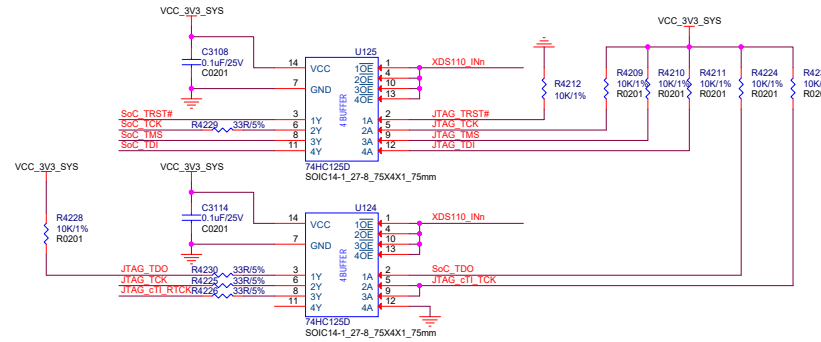 VCC_3V3_SYS
VCC_3V3_SYS
C3108
0.1uF/25V
C0201
U125
14
VCC
7
GND
1OE
2OE
3OE
4OE
1
4
10
13
XDS110_INn
4 BUFFER
R4212
10K/1%
R4209
10K/1%
R0201
R4210
10K/1%
R0201
R4211
10K/1%
R0201
R4224
10K/1%
R0201
SoC_TRST#
3
1Y
1A
2
JTAG_TRST#
SoC_TCK
R4229
33R/5%
6
2Y
2A
5
JTAG_TCK
SoC_TMS
8
3Y
3A
9
JTAG_TMS
SoC_TDI
11
4Y
4A
12
JTAG_TDI
74HC125D
SOIC14-1_27-8_75X4X1_75mm
VCC_3V3_SYS
VCC_3V3_SYS
R4228
10K/1%
R0201
C3114
0.1uF/25V
C0201
U124
14
VCC
7
GND
1OE
2OE
3OE
4OE
1
4
10
13
XDS110_INn
4 BUFFER
JTAG_TDO
R4230
33R/5%
3
1Y
1A
2
SoC_TDO
JTAG_TCK
R4225
33R/5%
6
2Y
2A
5
JTAG_cTI_TCK
JTAG_cTI_RTCK
R4226
33R/5%
8
3Y
3A
9
11
4Y
4A
12
74HC125D
SOIC14-1_27-8_75X4X1_75mm